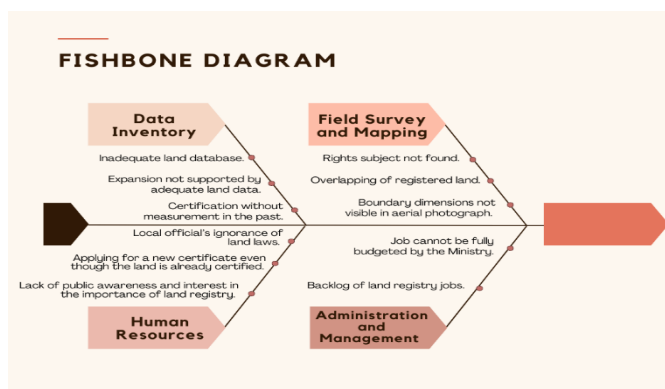 FISHBONE DIAGRAM
Data
Inventory
Inadequate land database.
Expansion not supported by
adequate land data.
Certification without
measurement in the past.
Field Survey
and Mapping
Rights subject not found.
Overlapping of registered land.
Boundary dimensions not
visible in aerial photograph.
Local official's ignorance of
land laws.
Applying for a new certificate even
though the land is already certified.
Lack of public awareness and interest in
the importance of land registry.
Human
Resources
Job cannot be fully
budgeted by the Ministry.
Backlog of land registry jobs.
Administration
and
Management